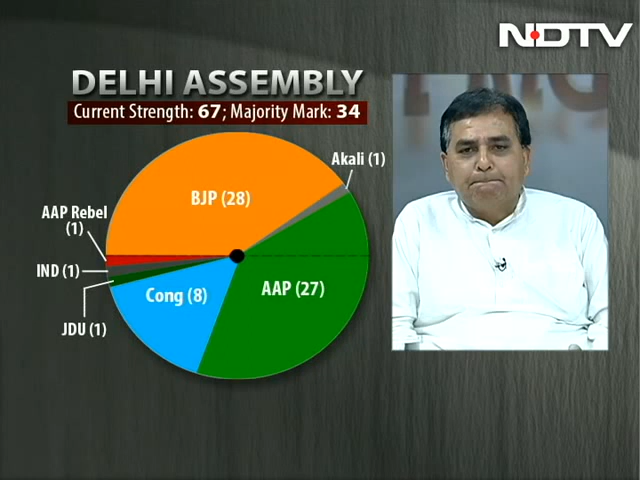 NDTV
DELHI ASSEMBLY
Current Strength: 67; Majority Mark: 34
Akali (1)
BJP (28)
AAP Rebel
(1)
IND (1)
AAP (27)
Cong (8)
JDU (1)